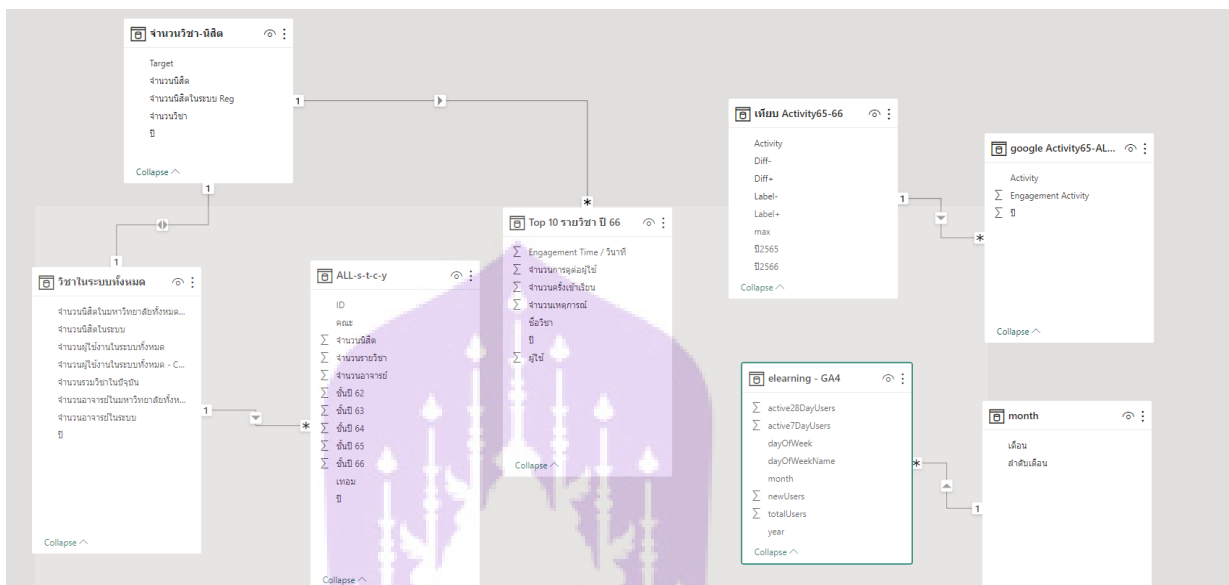 จำนวนวิชา-นิสิต
Target
จำนวนนิสิต
จำนวนนิสิตในระบบ Reg
จำนวนวิชา
ปี
Collapse
1
1
*
1
วิชาในระบบทั้งหมด
จำนวนนิสิตในมหาวิทยาลัยทั้งหมด...
จำนวนนิสิตในระบบ
จำนวนผู้ใช้งานในระบบทั้งหมด
จำนวนผู้ใช้งานในระบบทั้งหมด - C...
จำนวนรวมวิชาในปัจจุบัน
จำนวนอาจารย์ในมหาวิทยาลัยทั้งห...
จำนวนอาจารย์ในระบบ
ปี
Collapse
1
*
ALL-s-t-c-y
ID
คณะ
Σ จำนวนนิสิต
Σ จำนวนรายวิชา
Σ จำนวนอาจารย์
Σ ชั้นปี 62
Σ ชั้นปี 63
Σ ชั้นปี 64
Σ ชั้นปี 65
Σ ชั้นปี 66
เทอม
ปี
Collapse
Top 10 รายวิชา ปี 66
Σ Engagement Time / วินาที
Σ จำนวนการดูต่อผู้ใช้
Σ จำนวนครั้งเข้าเรียน
Σ จำนวนเหตุการณ์
ชื่อวิชา
ปี
Σ ผู้ใช้
Collapse
เทียบ Activity65-66
Activity
Diff-
Diff+
Label-
Label+
max
ปี2565
ปี2566
Collapse
1
*
google Activity65-AL...
Activity
Σ Engagement Activity
Σ ปี
Collapse
elearning - GA4
Σ active28DayUsers
Σ active7DayUsers
dayOfWeek
dayOfWeekName
month
Σ newUsers
Σ totalUsers
year
Collapse
*
1
month
เดือน
ลำดับเดือน